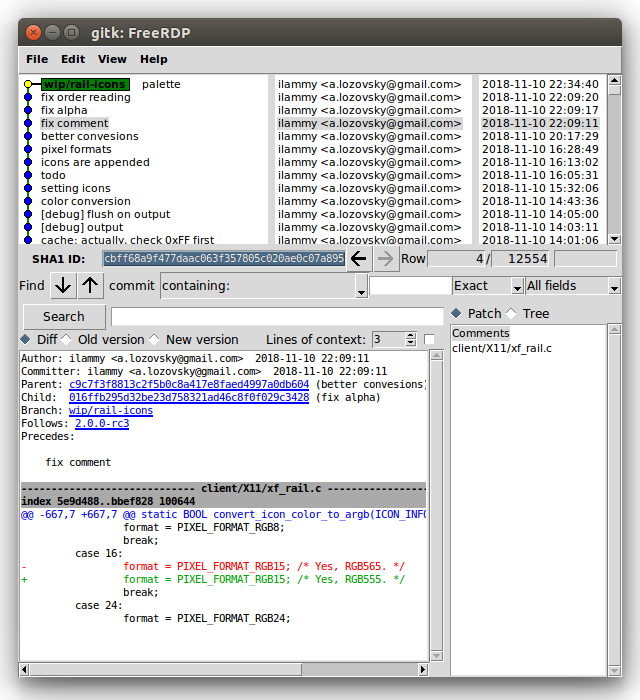 gitk: FreeRDP
File Edit View Help
wip/rail-icons palette ilammy <a.lozovsky@gmail.com> 2018-11-10 22:34:40
fix order reading ilammy <a.lozovsky@gmail.com> 2018-11-10 22:09:20
fix alpha ilammy <a.lozovsky@gmail.com> 2018-11-10 22:09:17
fix comment ilammy <a.lozovsky@gmail.com> 2018-11-10 22:09:11
better convesions ilammy <a.lozovsky@gmail.com> 2018-11-10 20:17:29
pixel formats ilammy <a.lozovsky@gmail.com> 2018-11-10 16:28:49
icons are appended ilammy <a.lozovsky@gmail.com> 2018-11-10 16:13:02
todo ilammy <a.lozovsky@gmail.com> 2018-11-10 16:05:31
setting icons ilammy <a.lozovsky@gmail.com> 2018-11-10 15:32:06
color conversion ilammy <a.lozovsky@gmail.com> 2018-11-10 14:43:36
[debug] flush on output ilammy <a.lozovsky@gmail.com> 2018-11-10 14:05:00
[debug] output ilammy <a.lozovsky@gmail.com> 2018-11-10 14:03:11
cache: actually, check 0xFF first ilammy <a.lozovsky@gmail.com> 2018-11-10 14:01:06
SHA1 ID: cbff68a9f477daac063f357805c020ae0c07a895 Row 4 / 12554
Find commit containing: Exact All fields
Search
Patch Tree
Diff Old version New version Lines of context: 3
Comments
client/X11/xf_rail.c
Author: ilammy <a.lozovsky@gmail.com> 2018-11-10 22:09:11
Committer: ilammy <a.lozovsky@gmail.com> 2018-11-10 22:09:11
Parent: c9c7f3f8813c2f5b0c8a417e8faed4997a0db604 (better convesions)
Child: 016ffb295d32be23d758321ad46c8f0f029c3428 (fix alpha)
Branch: wip/rail-icons
Follows: 2.0.0-rc3
Precedes:
fix comment
---------------------------- client/X11/xf_rail.c ----------------
index 5e9d488..bbef828 100644
@@ -667,7 +667,7 @@ static BOOL convert_icon_color_to_argb(ICON_INFO
format = PIXEL_FORMAT_RGB8;
break;
case 16:
- format = PIXEL_FORMAT_RGB15; /* Yes, RGB565. */
+ format = PIXEL_FORMAT_RGB15; /* Yes, RGB555. */
break;
case 24:
format = PIXEL_FORMAT_RGB24;